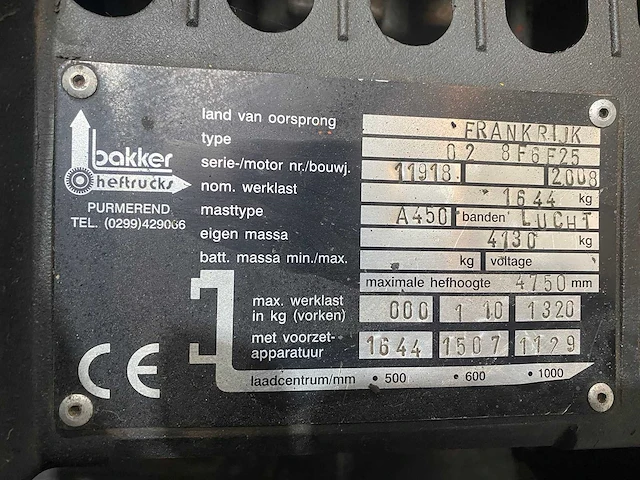 bakker
heftrucks
PURMEREND
TEL. (0299)429066
land van oorsprong FRANKRIJK
type 02 8F6F25
serie-/motor nr./bouwj. 11918 2008
nom. werklast 1644 kg
masttype A450 banden LUCHT
eigen massa 4130 kg
batt. massa min./max. kg voltage
maximale hefhoogte 4750 mm
max. werklast
in kg (vorken) 000 1320
met voorzet-
apparatuur 1644 1507 1129
laadcentrum/mm • 500 • 600 • 1000
CE